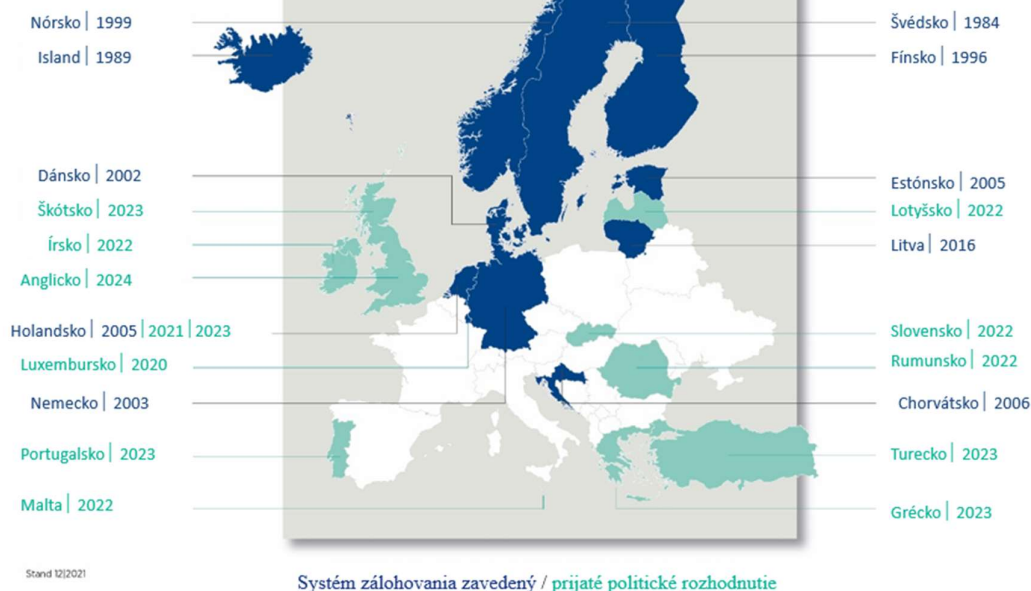 Nórsko | 1999
Island | 1989
Dánsko | 2002
Škótsko | 2023
Írsko | 2022
Anglicko | 2024
Holandsko | 2005 | 2021 | 2023
Luxembursko | 2020
Nemecko | 2003
Portugalsko | 2023
Malta | 2022
Švédsko | 1984
Fínsko | 1996
Estónsko | 2005
Lotyšsko | 2022
Litva | 2016
Slovensko | 2022
Rumunsko | 2022
Chorvátsko | 2006
Turecko | 2023
Grécko | 2023
Stand 12|2021
Systém zálohovania zavedený / prijaté politické rozhodnutie